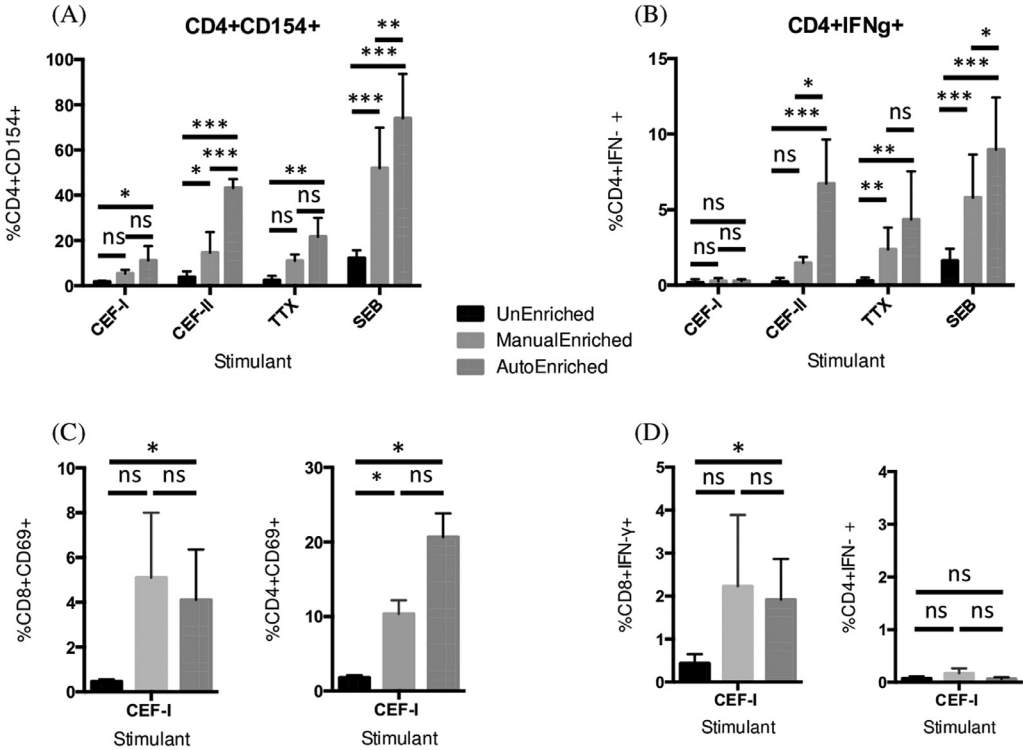 (A)
CD4+CD154+
%CD4+CD154+
100
80
60
40
20
0
* ns ns
*** * ***
** ns ns
*** *** **
CEF-I CEF-II TTX SEB
Stimulant
(B)
CD4+IFNg+
%CD4+IFN- +
15
10
5
0
ns ns ns
*** ns *
** ** ns
*** *** *
CEF-I CEF-II TTX SEB
Stimulant
UnEnriched
ManualEnriched
AutoEnriched
(C)
%CD8+CD69+
10
8
6
4
2
0
*
ns ns
CEF-I
Stimulant
%CD4+CD69+
30
20
10
0
*
* ns
CEF-I
Stimulant
(D)
%CD8+IFN-γ+
5
4
3
2
1
0
*
ns ns
CEF-I
Stimulant
%CD4+IFN- +
4
3
2
1
0
ns
ns ns
CEF-I
Stimulant